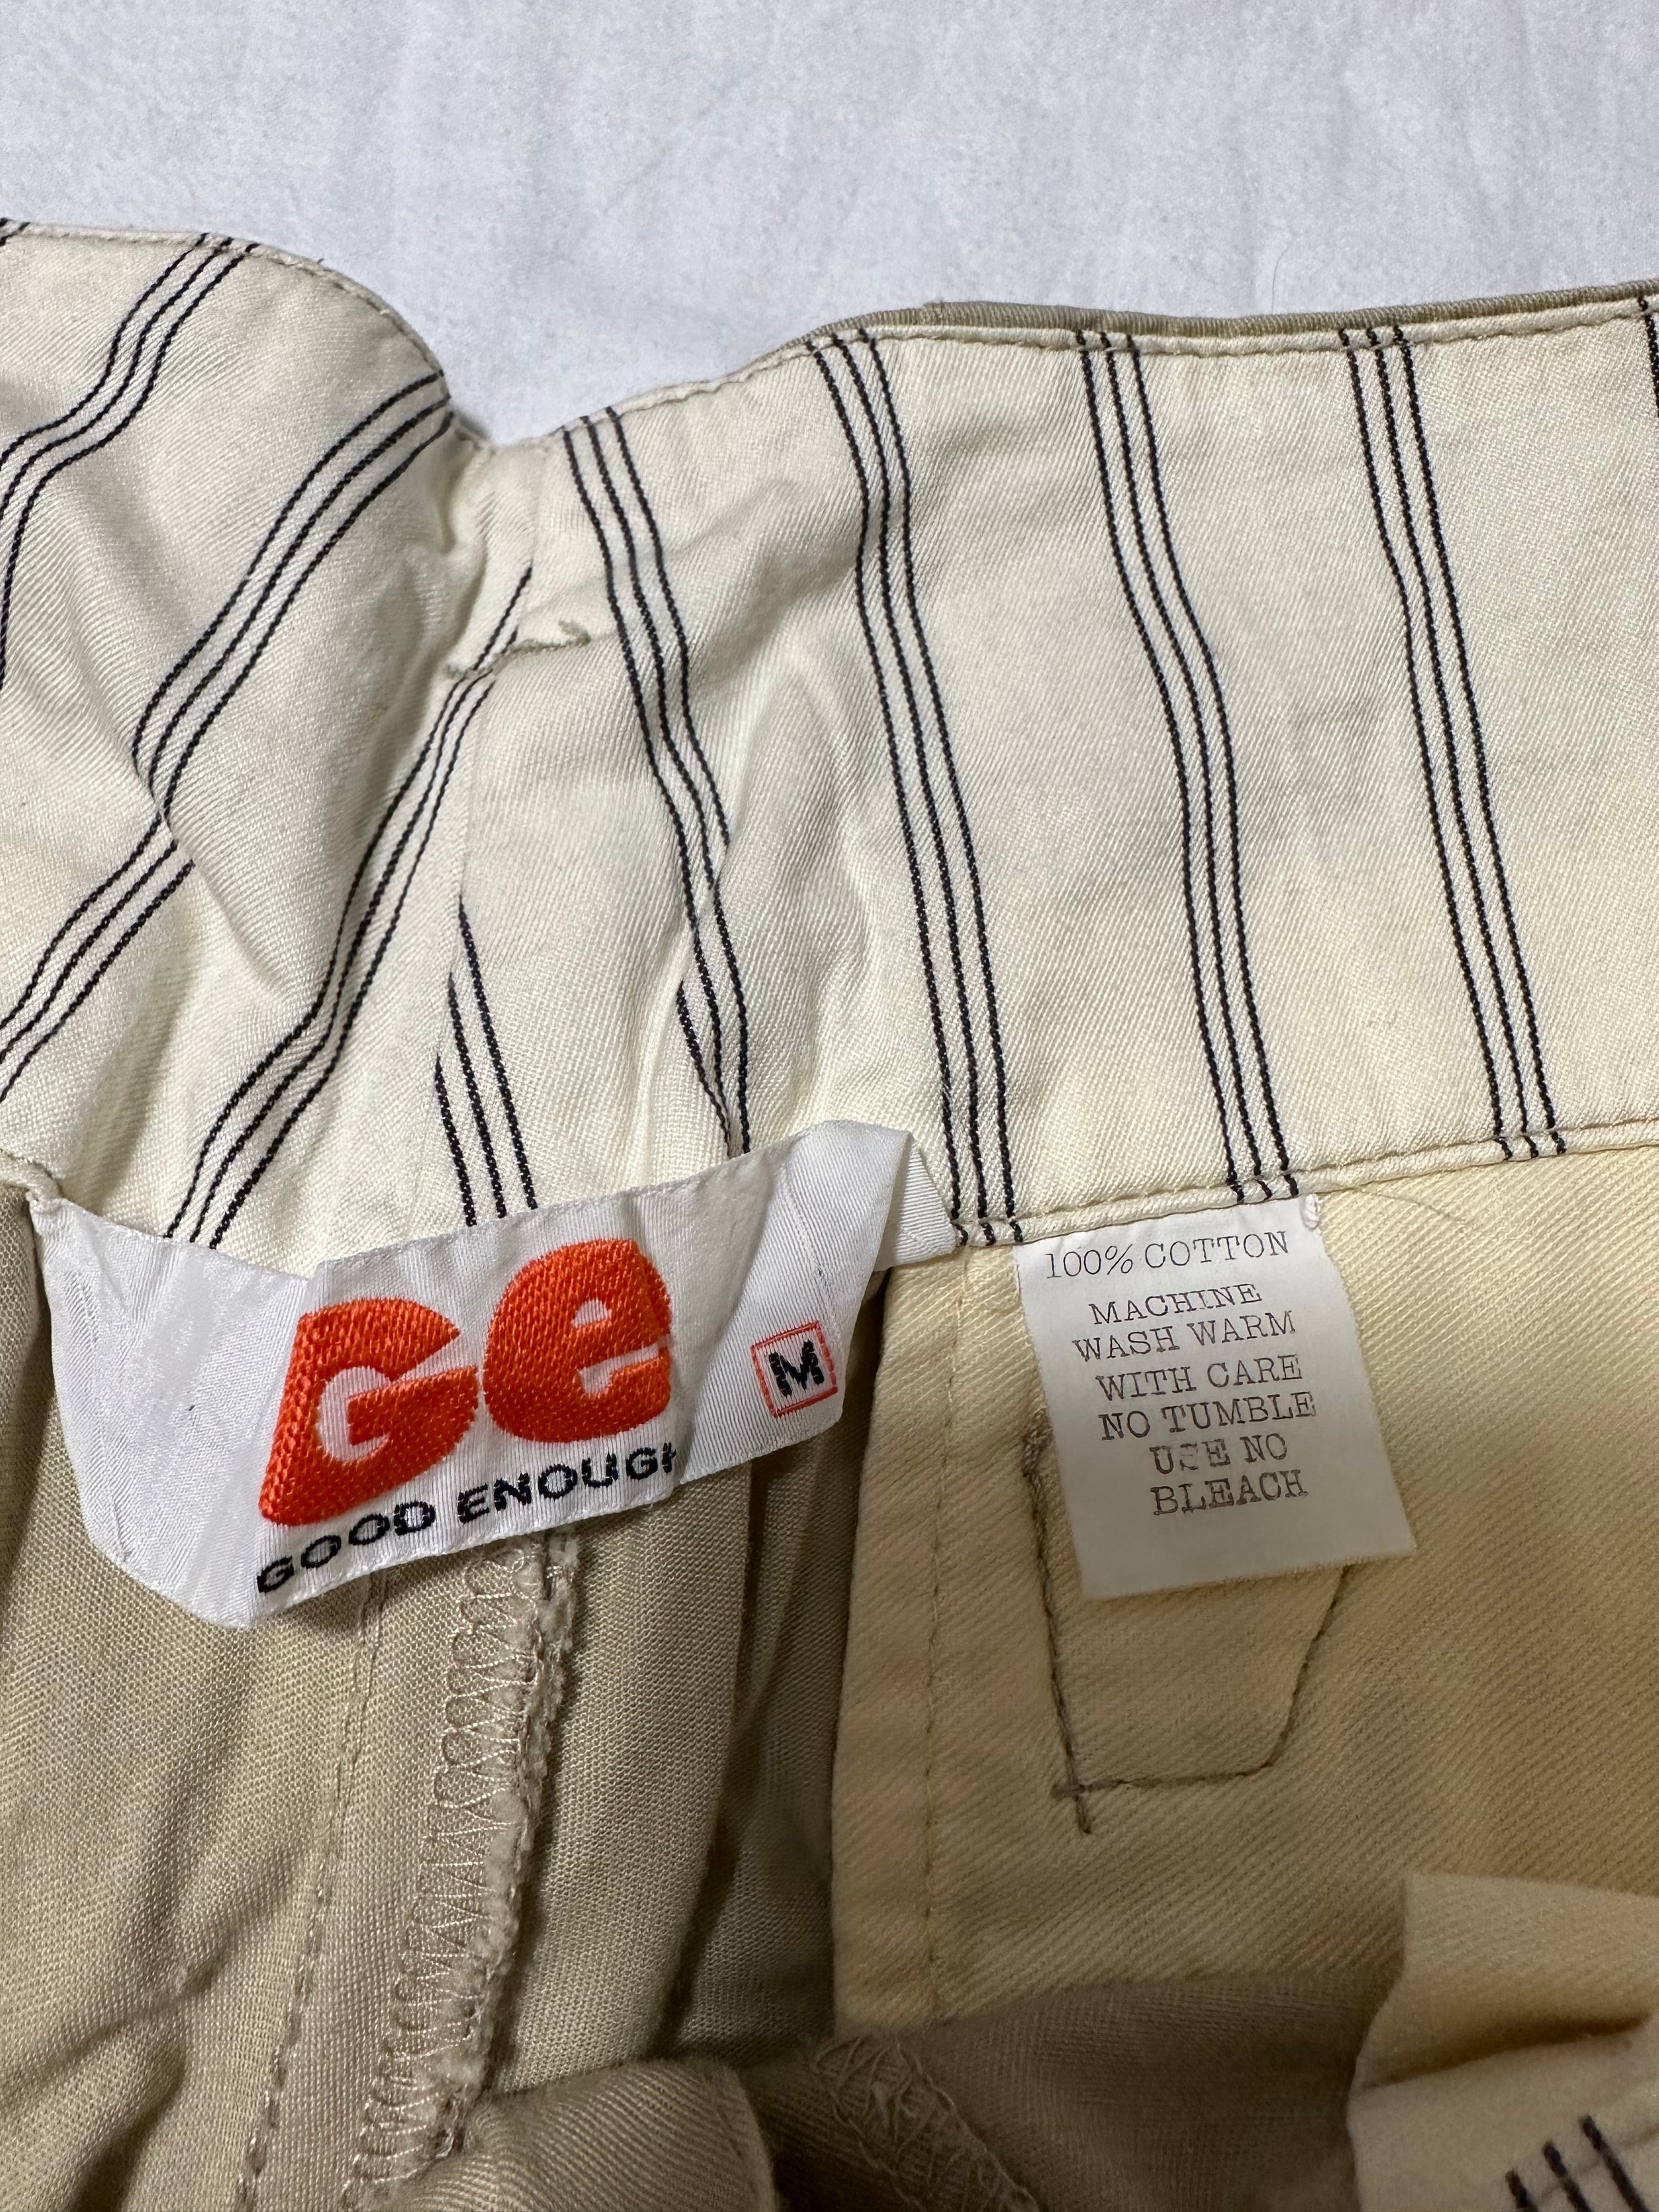 Ge
GOOD ENOUGH
M
100% COTTON
MACHINE
WASH WARM
WITH CARE
NO TUMBLE
USE NO
BLEACH